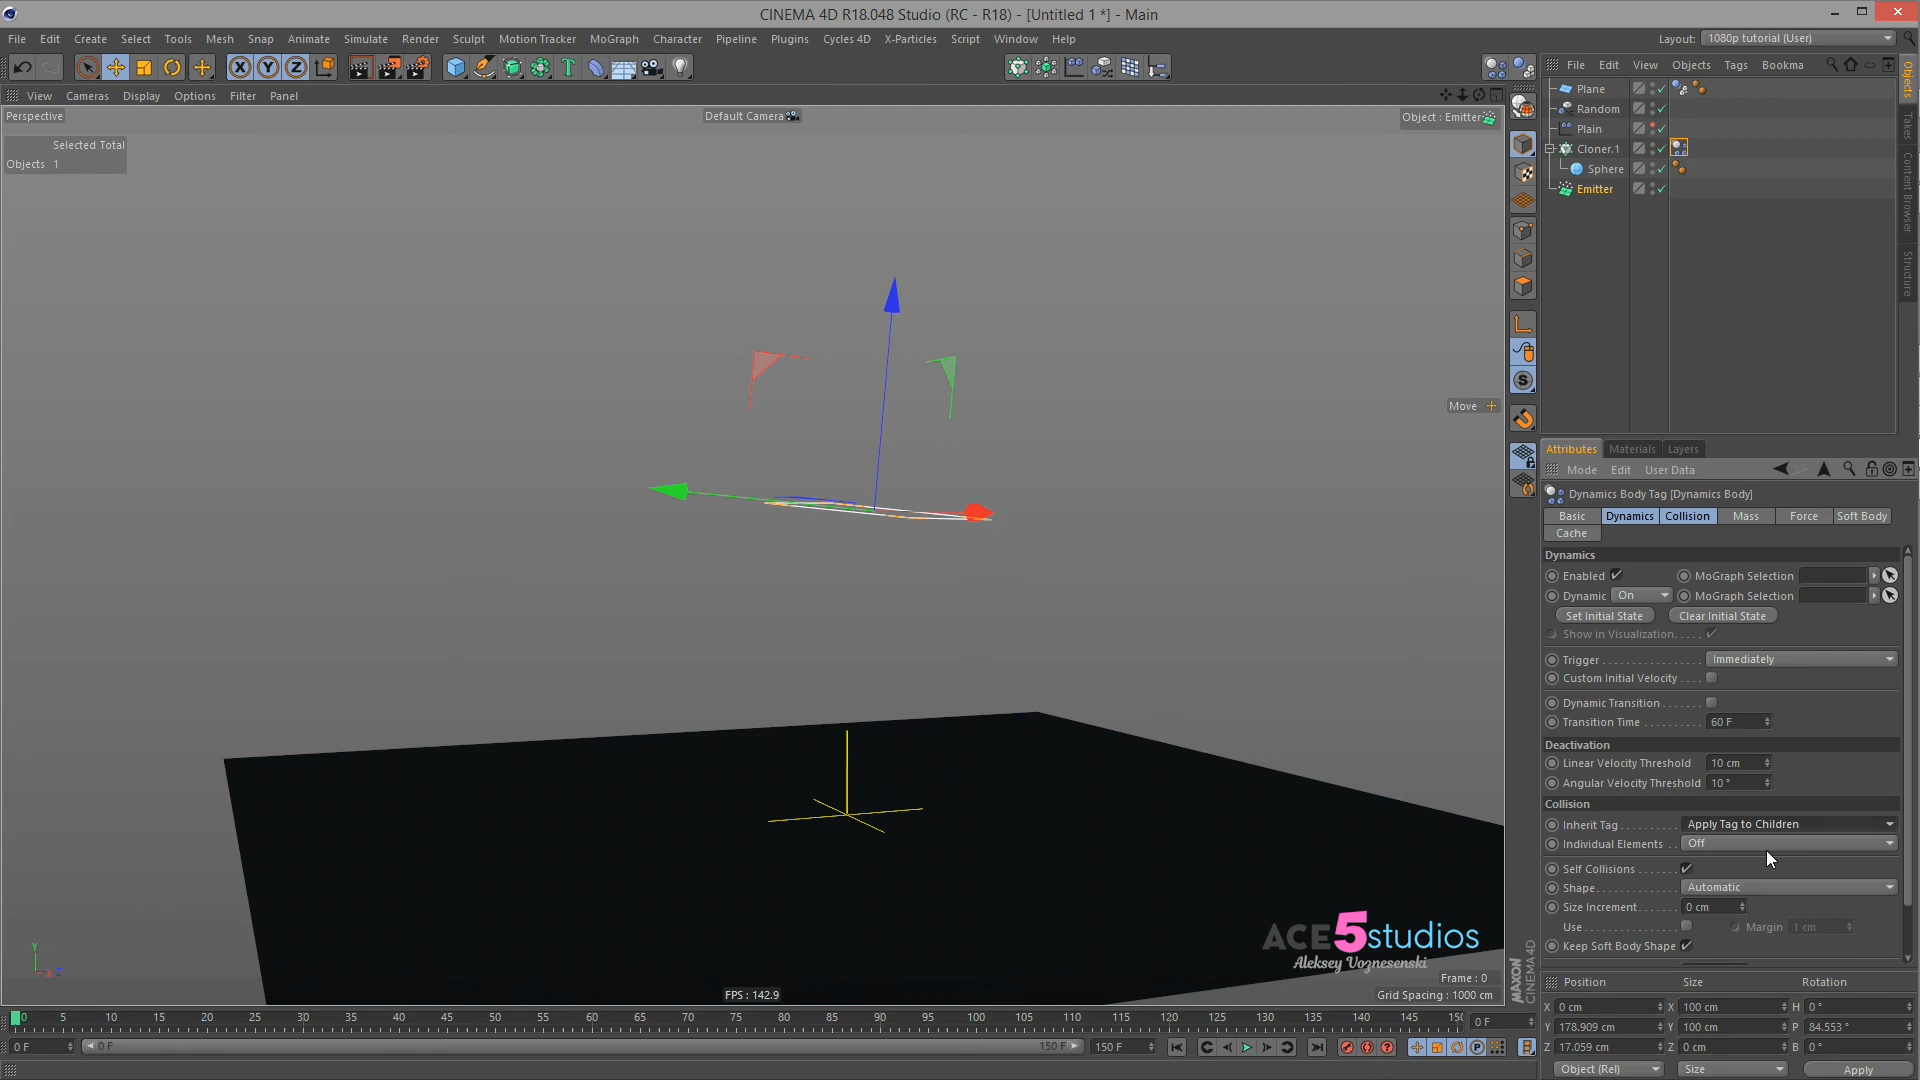 CINEMA 4D R18.048 Studio (RC - R18) - [Untitled 1 *] - Main
File Edit Create Select Tools Mesh Snap Animate Simulate Render Sculpt Motion Tracker MoGraph Character Pipeline Plugins Cycles 4D X-Particles Script Window Help
Layout: 1080p tutorial (User)
File Edit View Objects Tags Bookma
View Cameras Display Options Filter Panel
Perspective
Default Camera
Object : Emitter
Selected Total
Objects 1
Move
Plane
Random
Plain
Cloner.1
Sphere
Emitter
Objects
Takes
Content Browser
Structure
Attributes Materials Layers
Mode Edit User Data
Dynamics Body Tag [Dynamics Body]
Basic Dynamics Collision Mass Force Soft Body
Cache
Dynamics
Enabled MoGraph Selection
Dynamic On MoGraph Selection
Set Initial State Clear Initial State
Show in Visualization. . . . .
Trigger . . . . . . . . . . . . . . . . Immediately
Custom Initial Velocity . . . .
Dynamic Transition . . . . . . .
Transition Time . . . . . . . . . 60 F
Deactivation
Linear Velocity Threshold 10 cm
Angular Velocity Threshold 10 °
Collision
Inherit Tag . . . . . . . . . Apply Tag to Children
Individual Elements . . Off
Self Collisions . . . . . . .
Shape. . . . . . . . . . . . . Automatic
Size Increment. . . . . . . 0 cm
Use . . . . . . . . . . . . . . . Margin 1 cm
Keep Soft Body Shape
ACE5studios
Aleksey Voznesenski
Frame : 0
FPS : 142.9
Grid Spacing : 1000 cm
Y
X Z
MAXON
CINEMA 4D
0 5 10 15 20 25 30 35 40 45 50 55 60 65 70 75 80 85 90 95 100 105 110 115 120 125 130 135 140 145 0 F
0 F 0 F 150 F 150 F
Position Size Rotation
X 0 cm X 100 cm H 0 °
Y 178.909 cm Y 100 cm P 84.553 °
Z 17.059 cm Z 0 cm B 0 °
Object (Rel) Size Apply